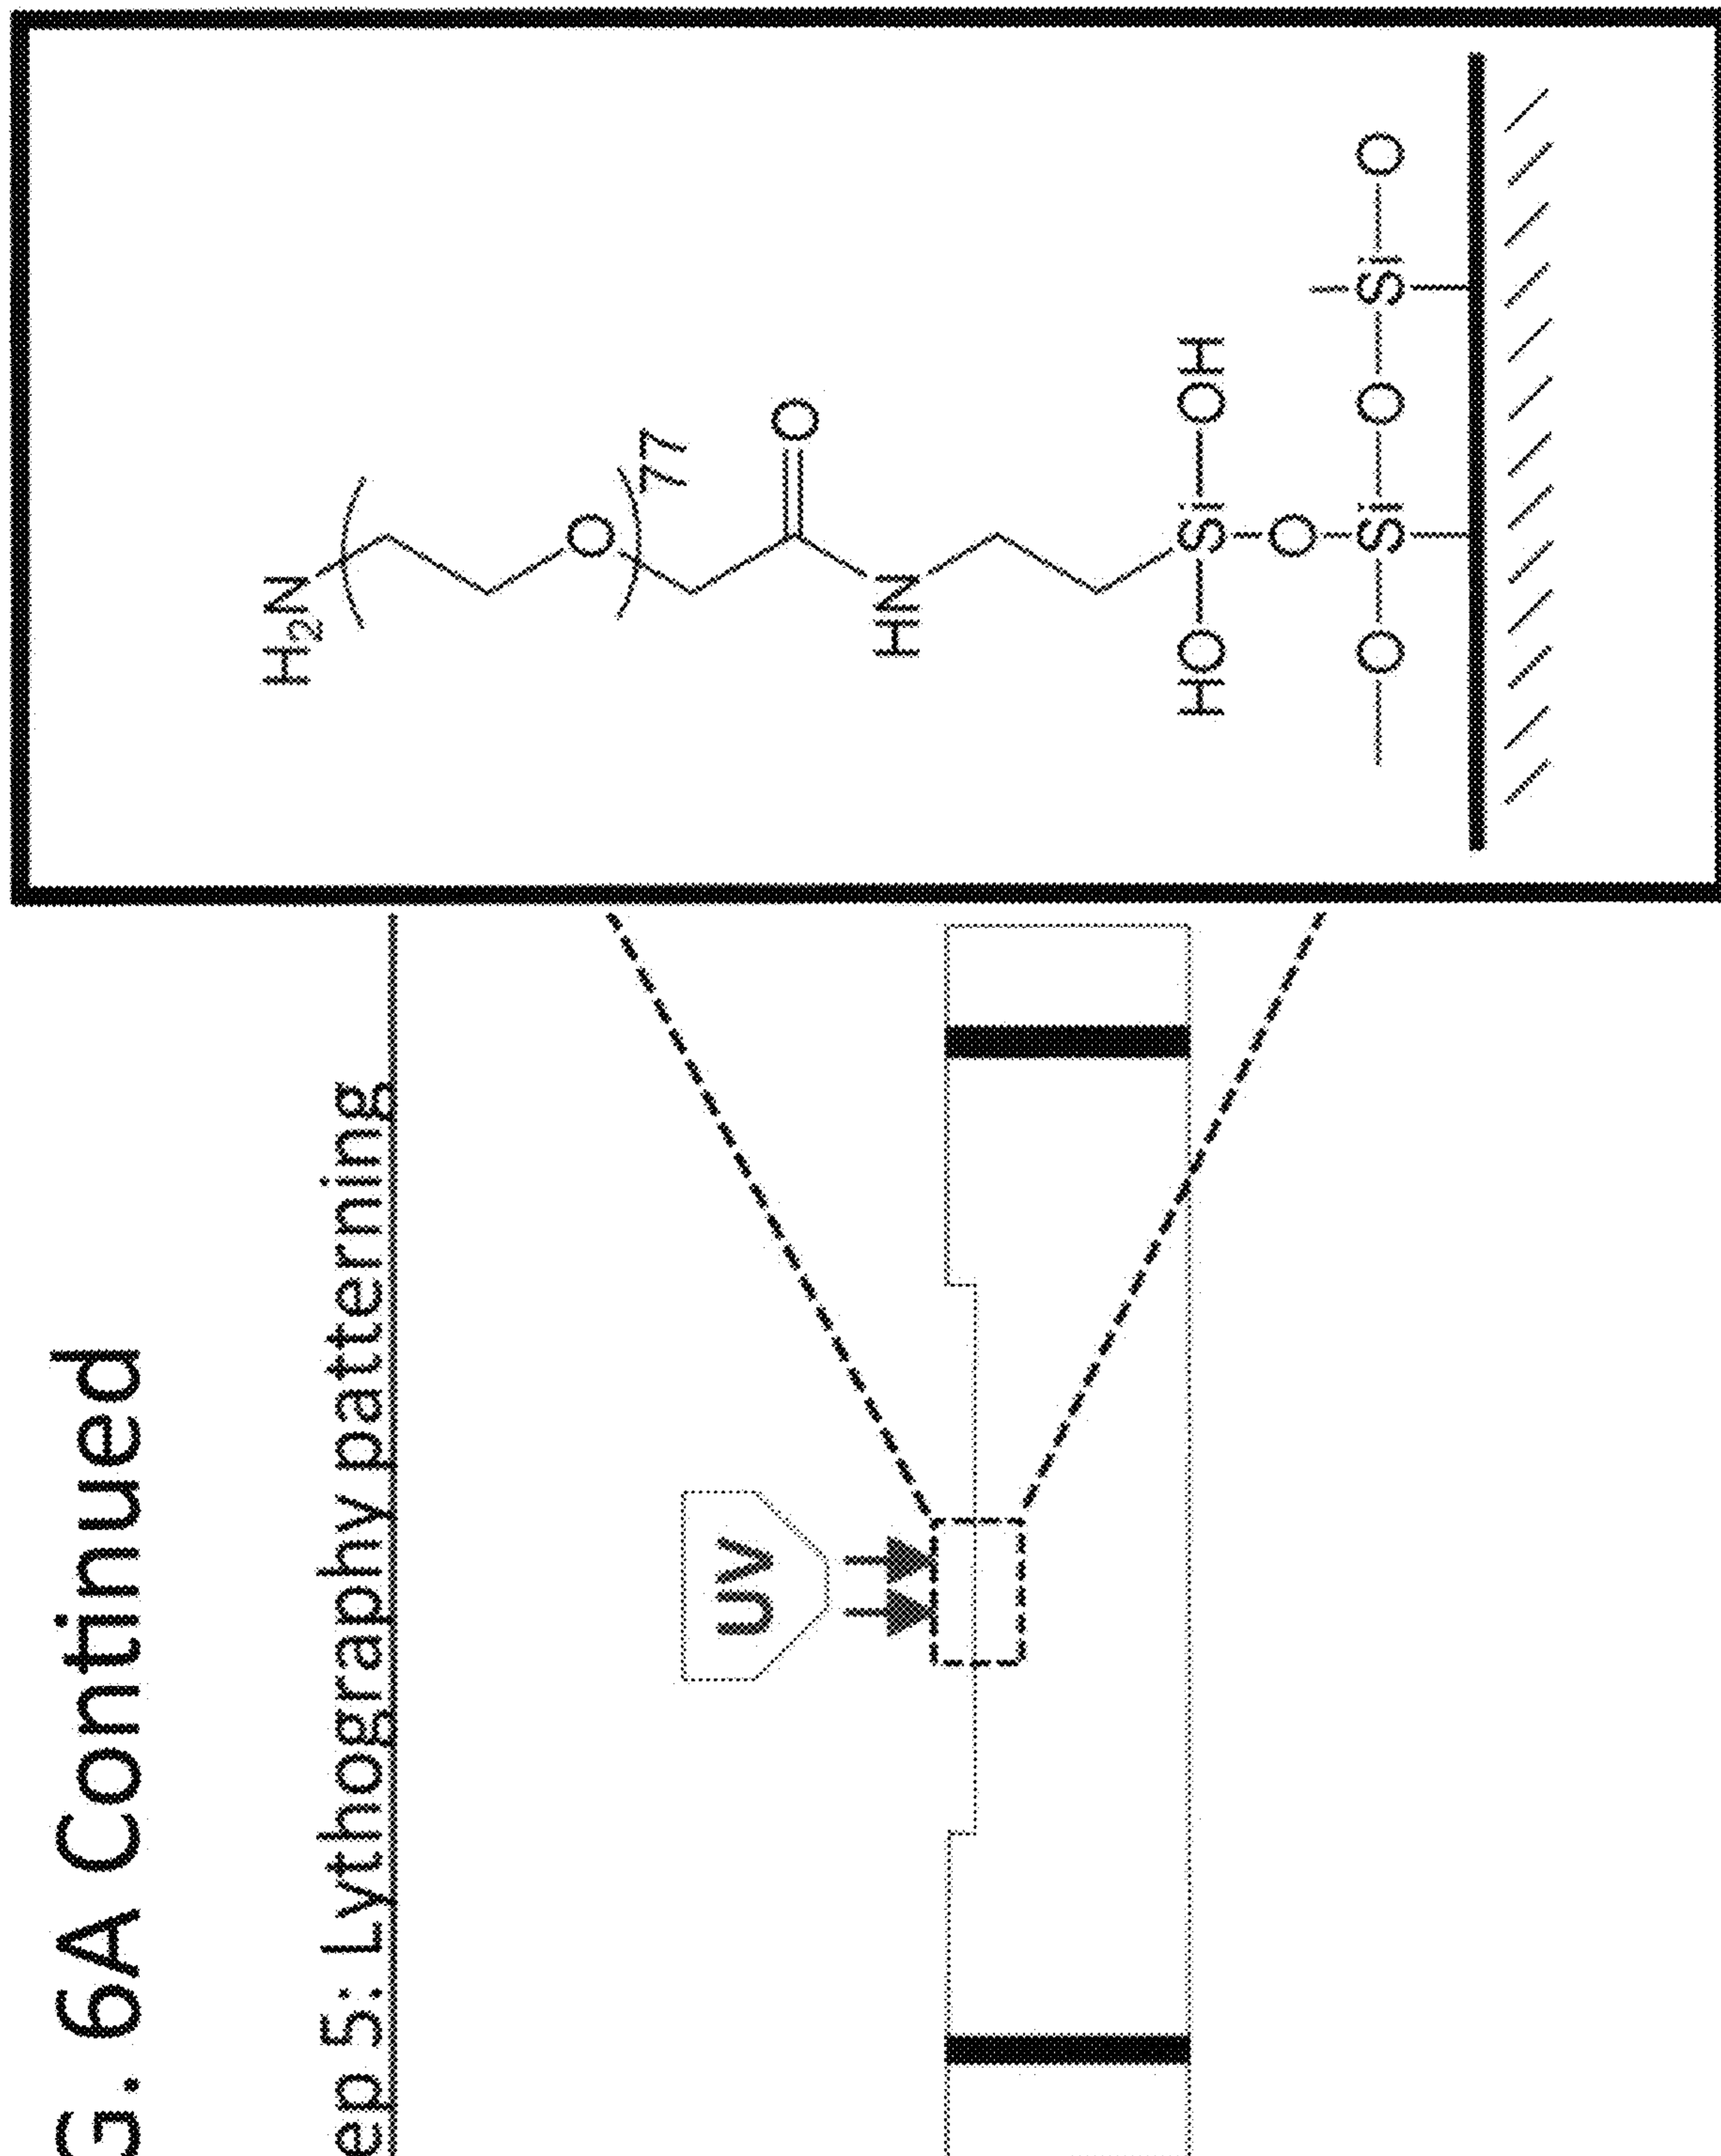 G. 6A Continued
ep 5: Lythography patterning
UV
H₂N
O
77
O
HN
HO Si OH
O
O Si O Si O